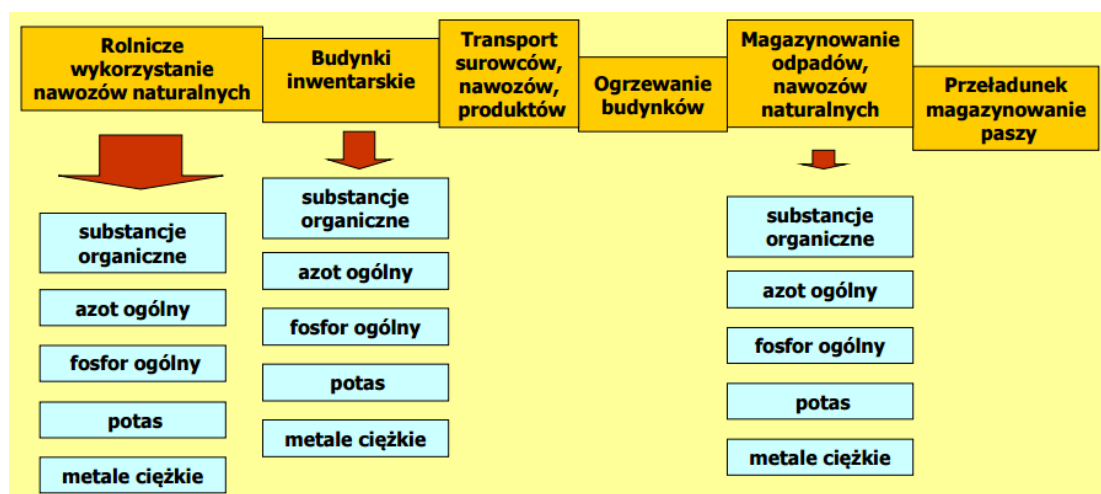 Rolnicze
wykorzystanie
nawozów naturalnych
Budynki
inwentarskie
Transport
surowców,
nawozów,
produktów
Ogrzewanie
budynków
Magazynowanie
odpadów,
nawozów
naturalnych
Przeładunek
magazynowanie
paszy
substancje
organiczne
azot ogólny
fosfor ogólny
potas
metale ciężkie
substancje
organiczne
azot ogólny
fosfor ogólny
potas
metale ciężkie
substancje
organiczne
azot ogólny
fosfor ogólny
potas
metale ciężkie